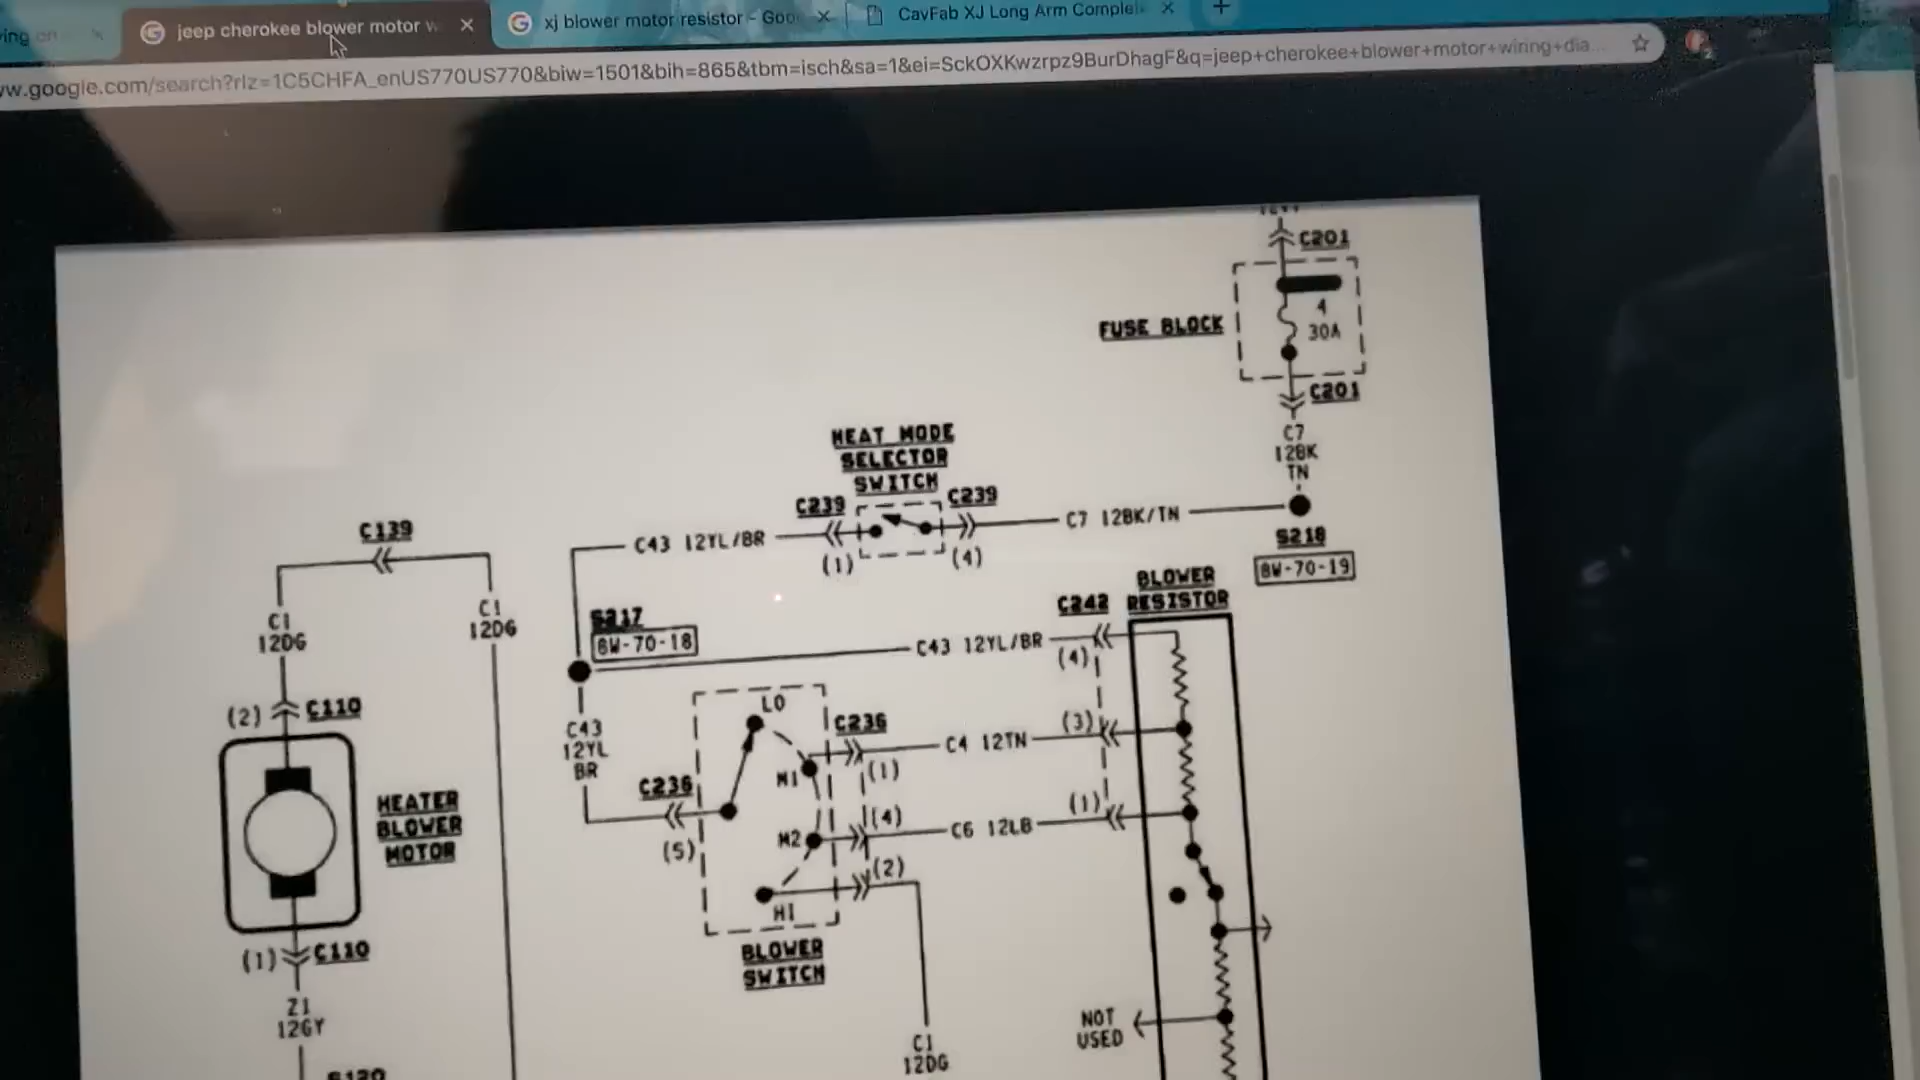 jeep cherokee blower motor w
xj blower motor resistor - Goo
CavFab XJ Long Arm Complet
w.google.com/search?rlz=1C5CHFA_enUS770US770&biw=1501&bih=865&tbm=isch&sa=1&ei=SckOXKwzrpz9BurDhagF&q=jeep+cherokee+blower+motor+wiring+dia...
C201
FUSE BLOCK
4
30A
C201
C7
12BK
TN
HEAT MODE
SELECTOR
SWITCH
C239
C239
C43 12YL/BR
C7 12BK/TN
(1)
(4)
S218
8W-70-19
C139
C1
12DG
C1
12DG
S217
8W-70-18
BLOWER
RESISTOR
C242
C43 12YL/BR
(4)
LO
(2)
C110
C43
12YL
BR
C236
C4 12TN
(3)
M1
(1)
C236
HEATER
BLOWER
MOTOR
M2
(4)
C6 12LB
(1)
(5)
(2)
HI
(1)
C110
BLOWER
SWITCH
Z1
12GY
NOT
USED
C1
12DG
S120